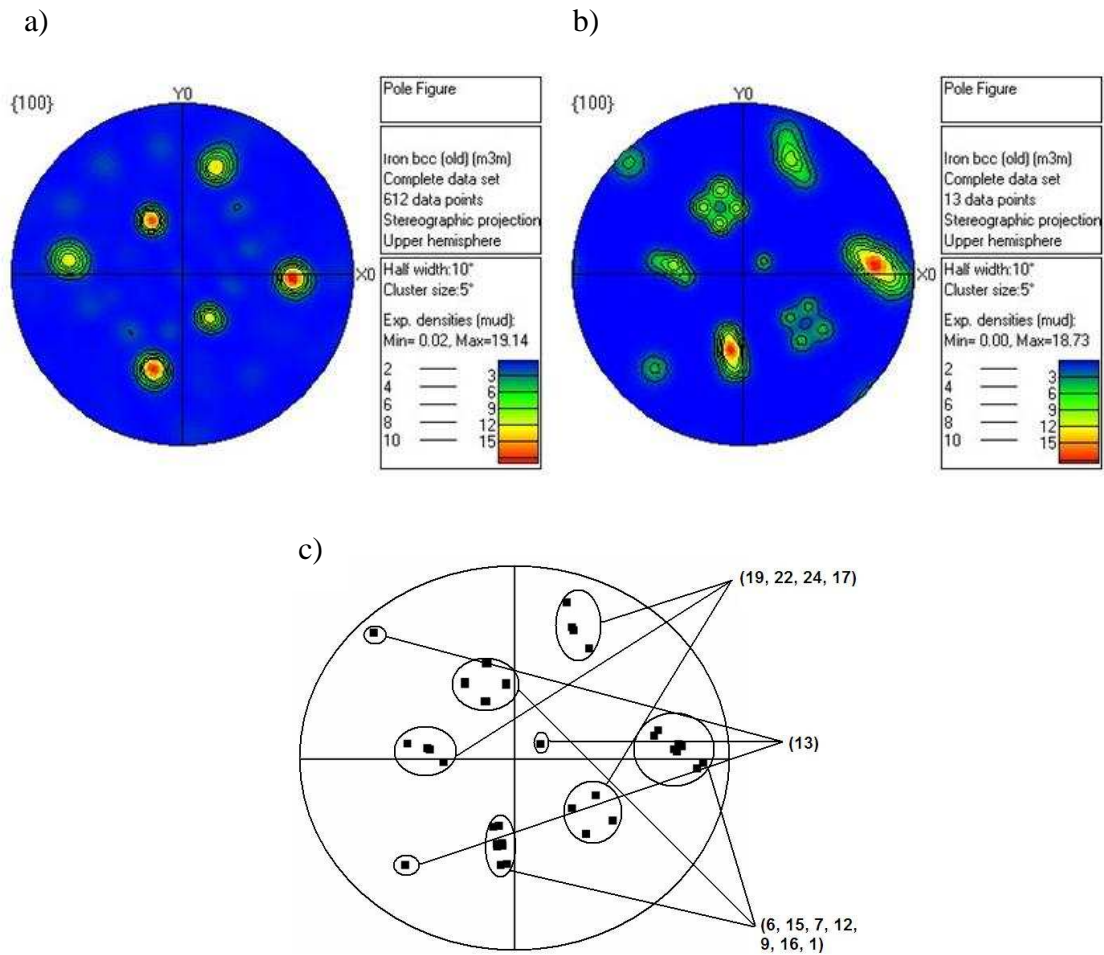 a)
b)
{100}
Y0
X0
Pole Figure
Iron bcc (old) (m3m)
Complete data set
612 data points
Stereographic projection
Upper hemisphere
Half width:10°
Cluster size:5°
Exp. densities (mud):
Min= 0.02, Max=19.14
2
4
6
8
10
3
6
9
12
15
{100}
Y0
X0
Pole Figure
Iron bcc (old) (m3m)
Complete data set
13 data points
Stereographic projection
Upper hemisphere
Half width:10°
Cluster size:5°
Exp. densities (mud):
Min= 0.00, Max=18.73
2
4
6
8
10
3
6
9
12
15
c)
(19, 22, 24, 17)
(13)
(6, 15, 7, 12,
9, 16, 1)